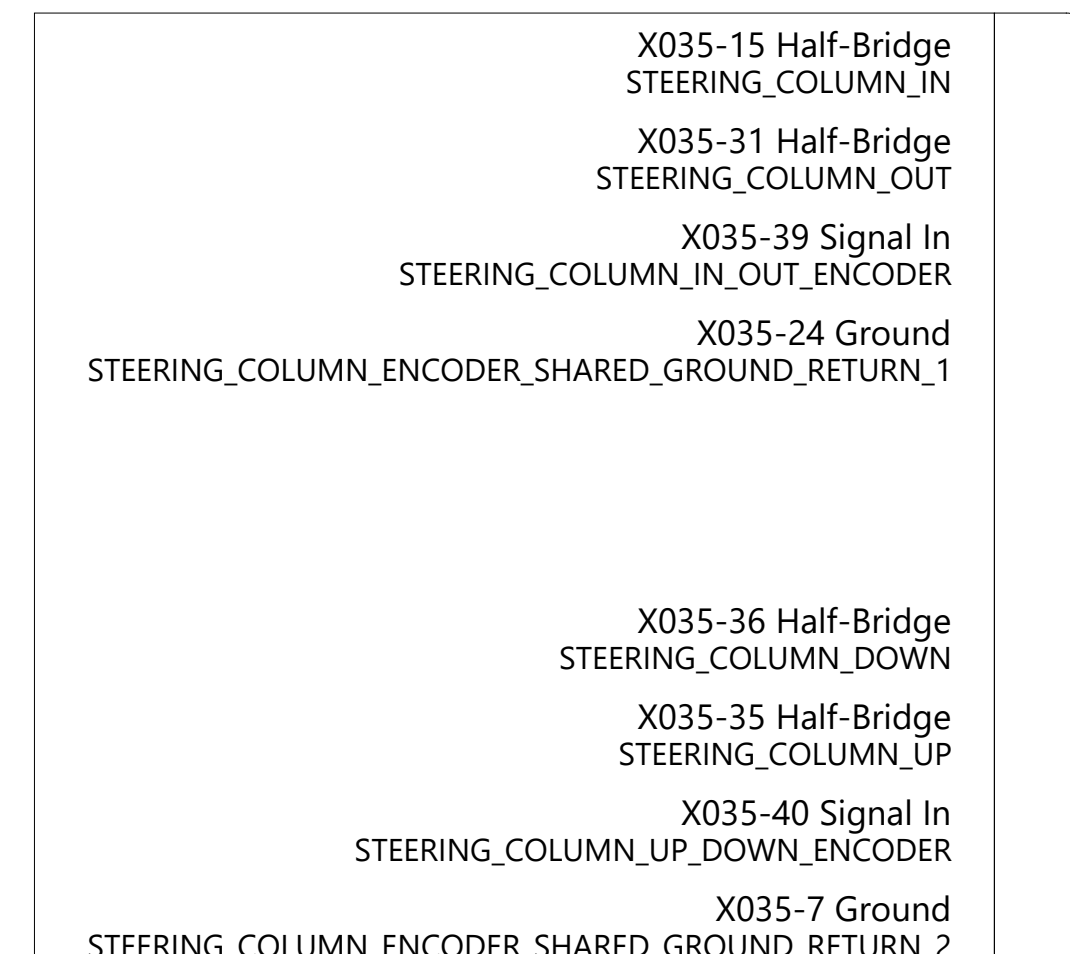 X035-15 Half-Bridge
STEERING_COLUMN_IN
X035-31 Half-Bridge
STEERING_COLUMN_OUT
X035-39 Signal In
STEERING_COLUMN_IN_OUT_ENCODER
X035-24 Ground
STEERING_COLUMN_ENCODER_SHARED_GROUND_RETURN_1
X035-36 Half-Bridge
STEERING_COLUMN_DOWN
X035-35 Half-Bridge
STEERING_COLUMN_UP
X035-40 Signal In
STEERING_COLUMN_UP_DOWN_ENCODER
X035-7 Ground
STEERING_COLUMN_ENCODER_SHARED_GROUND_RETURN_2